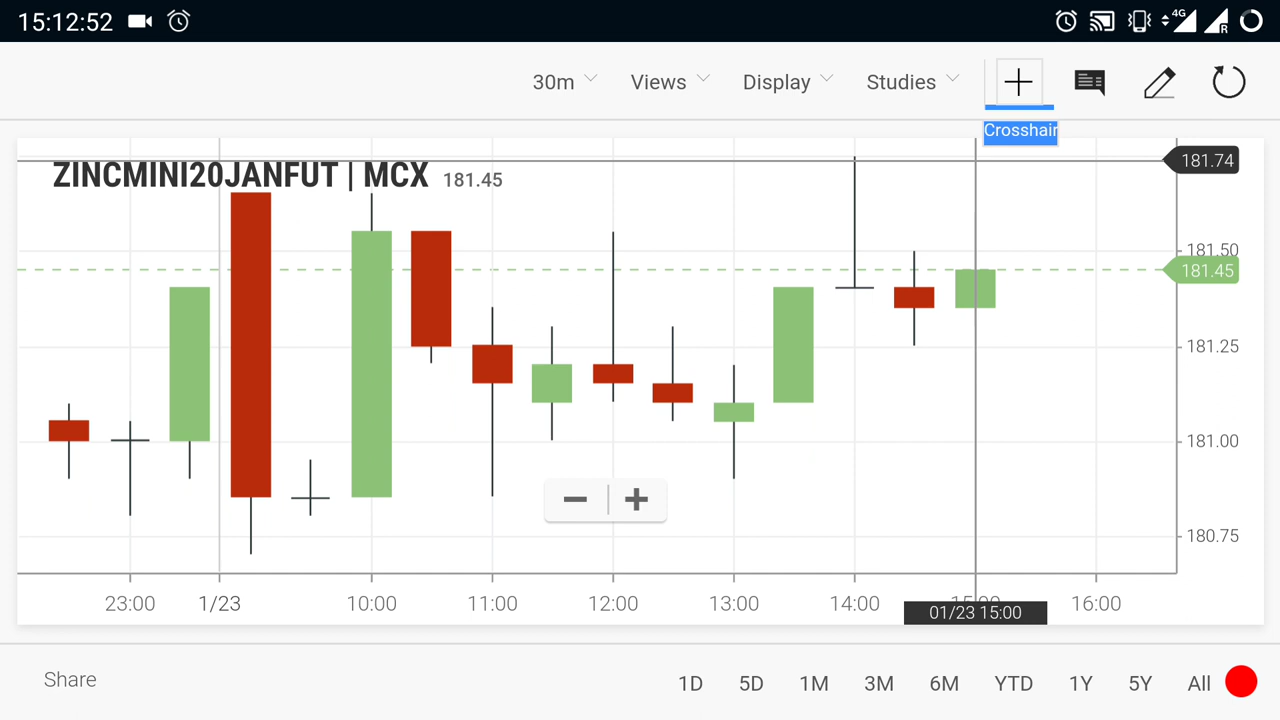 15:12:52
4G
R
30m
Views
Display
Studies
Crosshair
ZINCMINI20JANFUT | MCX 181.45
181.74
181.50
181.45
181.25
181.00
180.75
23:00
1/23
10:00
11:00
12:00
13:00
14:00
15:00
16:00
01/23 15:00
Share
1D
5D
1M
3M
6M
YTD
1Y
5Y
All